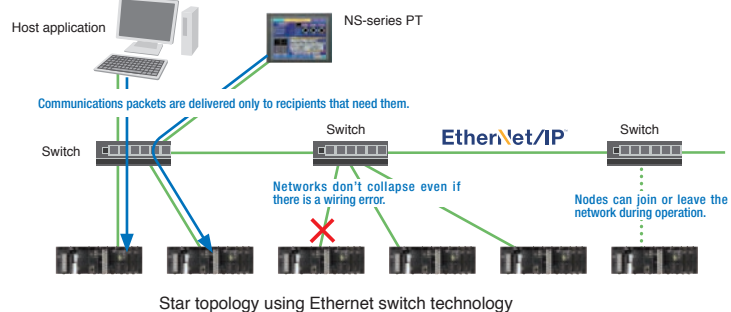 Host application
NS-series PT
Communications packets are delivered only to recipients that need them.
Switch
Switch
EtherNet/IP
Switch
Networks don't collapse even if
there is a wiring error.
Nodes can join or leave the
network during operation.
Star topology using Ethernet switch technology